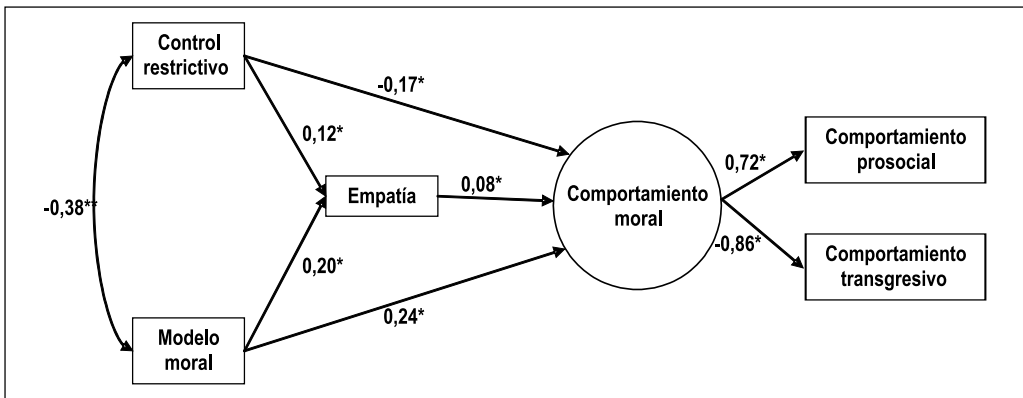 Control
restrictivo
-0,17*
0,12*
Comportamiento
prosocial
0,72*
Empatía
0,08*
Comportamiento
moral
-0,38**
-0,86*
Comportamiento
transgresivo
0,20*
0,24*
Modelo
moral